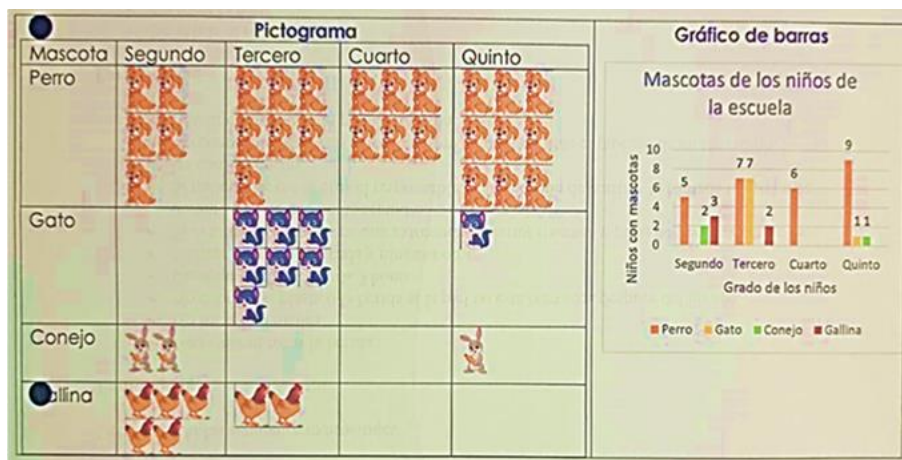 Pictograma
Mascota Segundo Tercero Cuarto Quinto
Perro
Gato
Conejo
allina
Gráfico de barras
Mascotas de los niños de
la escuela
Niños con mascotas
10
8
6
4
2
0
5 2 3
7 7 2
6
9 1 1
Segundo Tercero Cuarto Quinto
Grado de los niños
Perro Gato Conejo Gallina